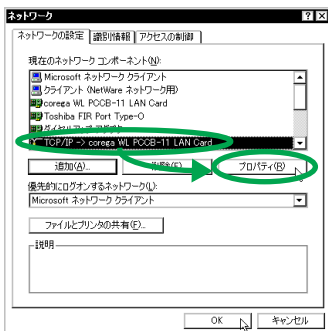 ネットワーク
ネットワークの設定 識別情報 アクセスの制御
現在のネットワーク コンポーネント(N):
Microsoft ネットワーク クライアント
クライアント (NetWare ネットワーク用)
corega WL PCCB-11 LAN Card
Toshiba FIR Port Type-O
TCP/IP -> corega WL PCCB-11 LAN Card
追加(A)... プロパティ(R)
優先的にログオンするネットワーク(L):
Microsoft ネットワーク クライアント
ファイルとプリンタの共有(F)...
説明
OK キャンセル